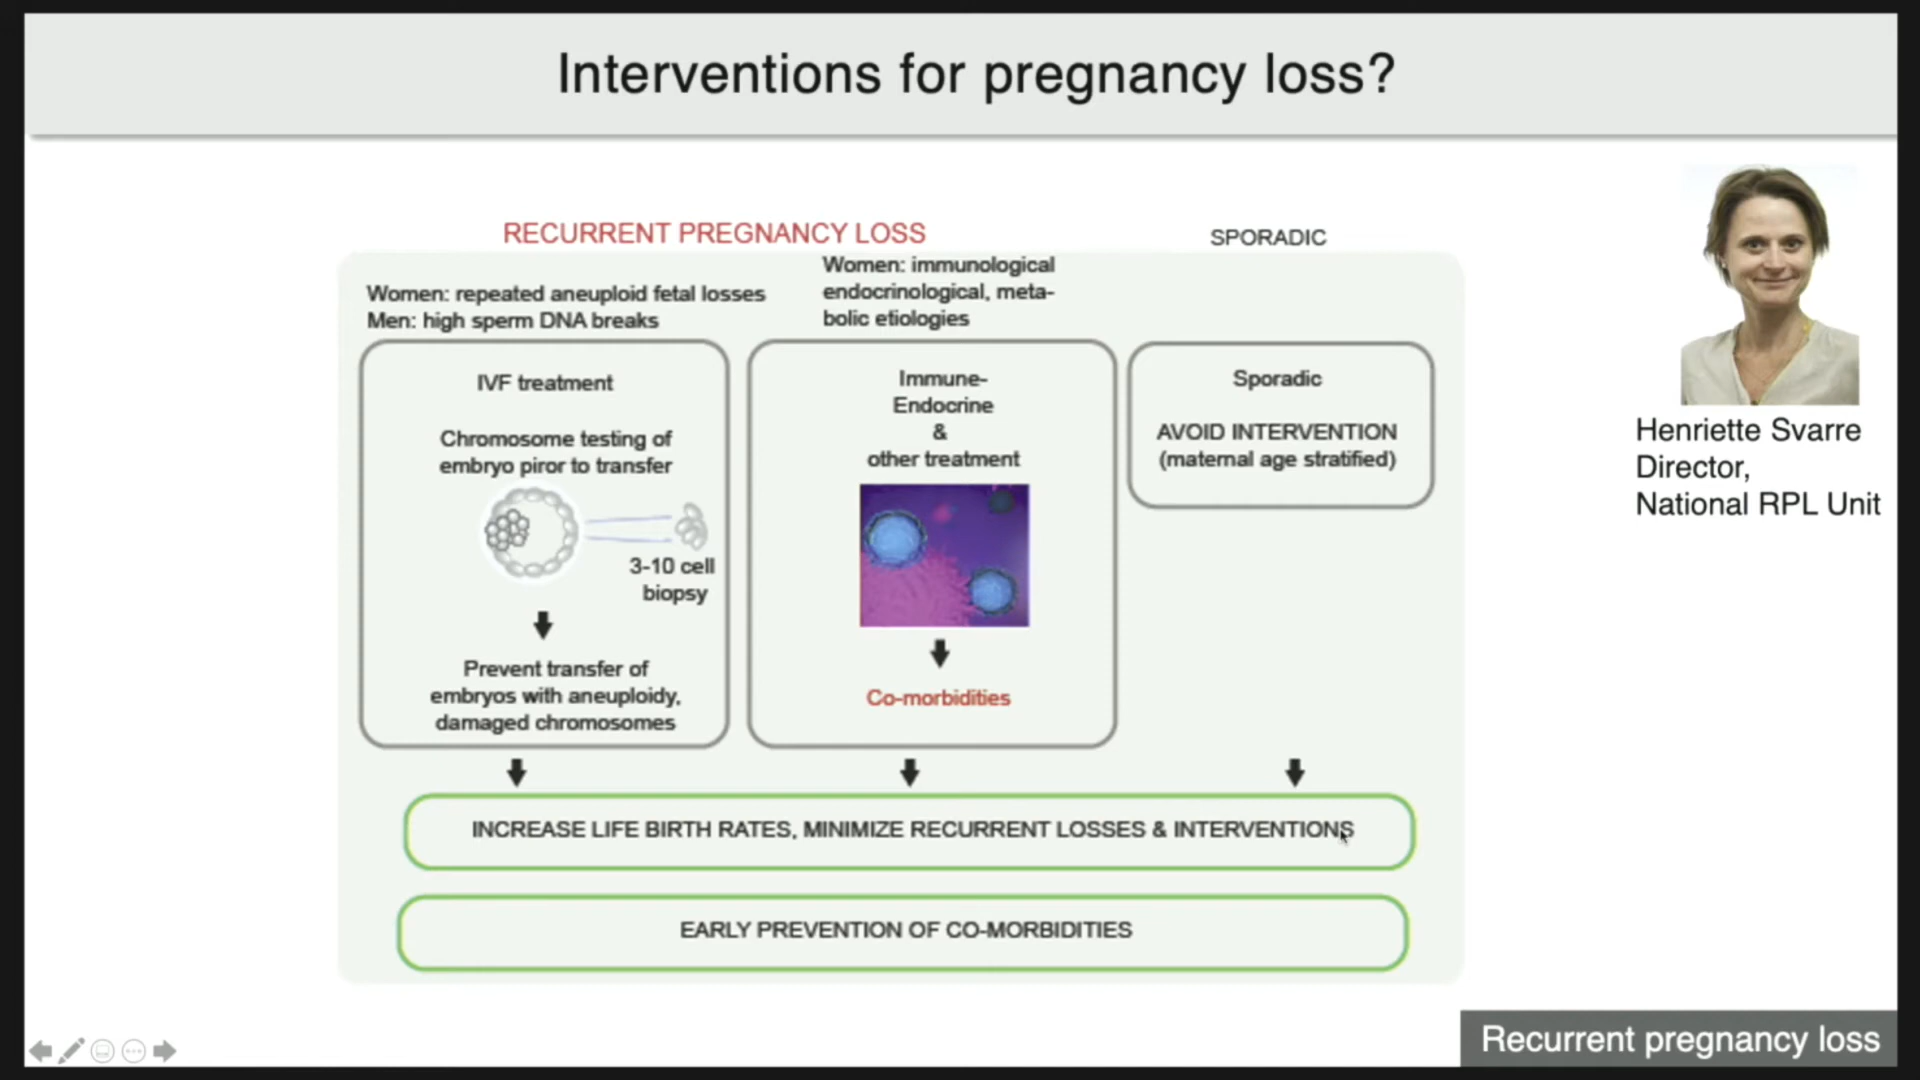 Interventions for pregnancy loss?
RECURRENT PREGNANCY LOSS
SPORADIC
Women: repeated aneuploid fetal losses
Men: high sperm DNA breaks
Women: immunological
endocrinological, meta-
bolic etiologies
IVF treatment
Chromosome testing of
embryo piror to transfer
3-10 cell
biopsy
Prevent transfer of
embryos with aneuploidy,
damaged chromosomes
Immune-
Endocrine
&
other treatment
Co-morbidities
Sporadic
AVOID INTERVENTION
(maternal age stratified)
INCREASE LIFE BIRTH RATES, MINIMIZE RECURRENT LOSSES & INTERVENTIONS
EARLY PREVENTION OF CO-MORBIDITIES
Henriette Svarre
Director,
National RPL Unit
Recurrent pregnancy loss